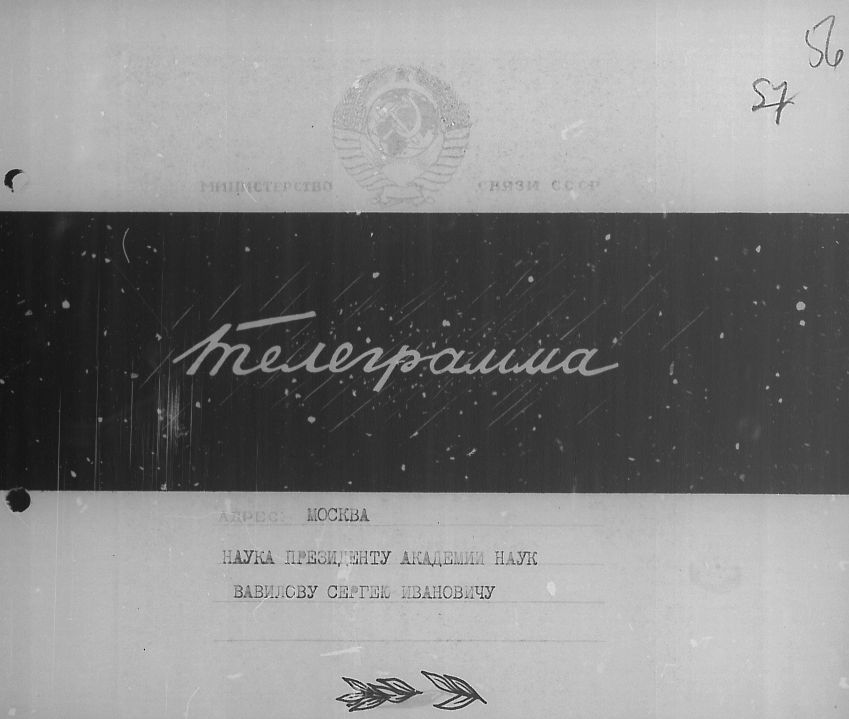 56
57
МИНИСТЕРСТВО СВЯЗИ СССР
Телеграмма
АДРЕС: МОСКВА
НАУКА ПРЕЗИДЕНТУ АКАДЕМИИ НАУК
ВАВИЛОВУ СЕРГЕЮ ИВАНОВИЧУ